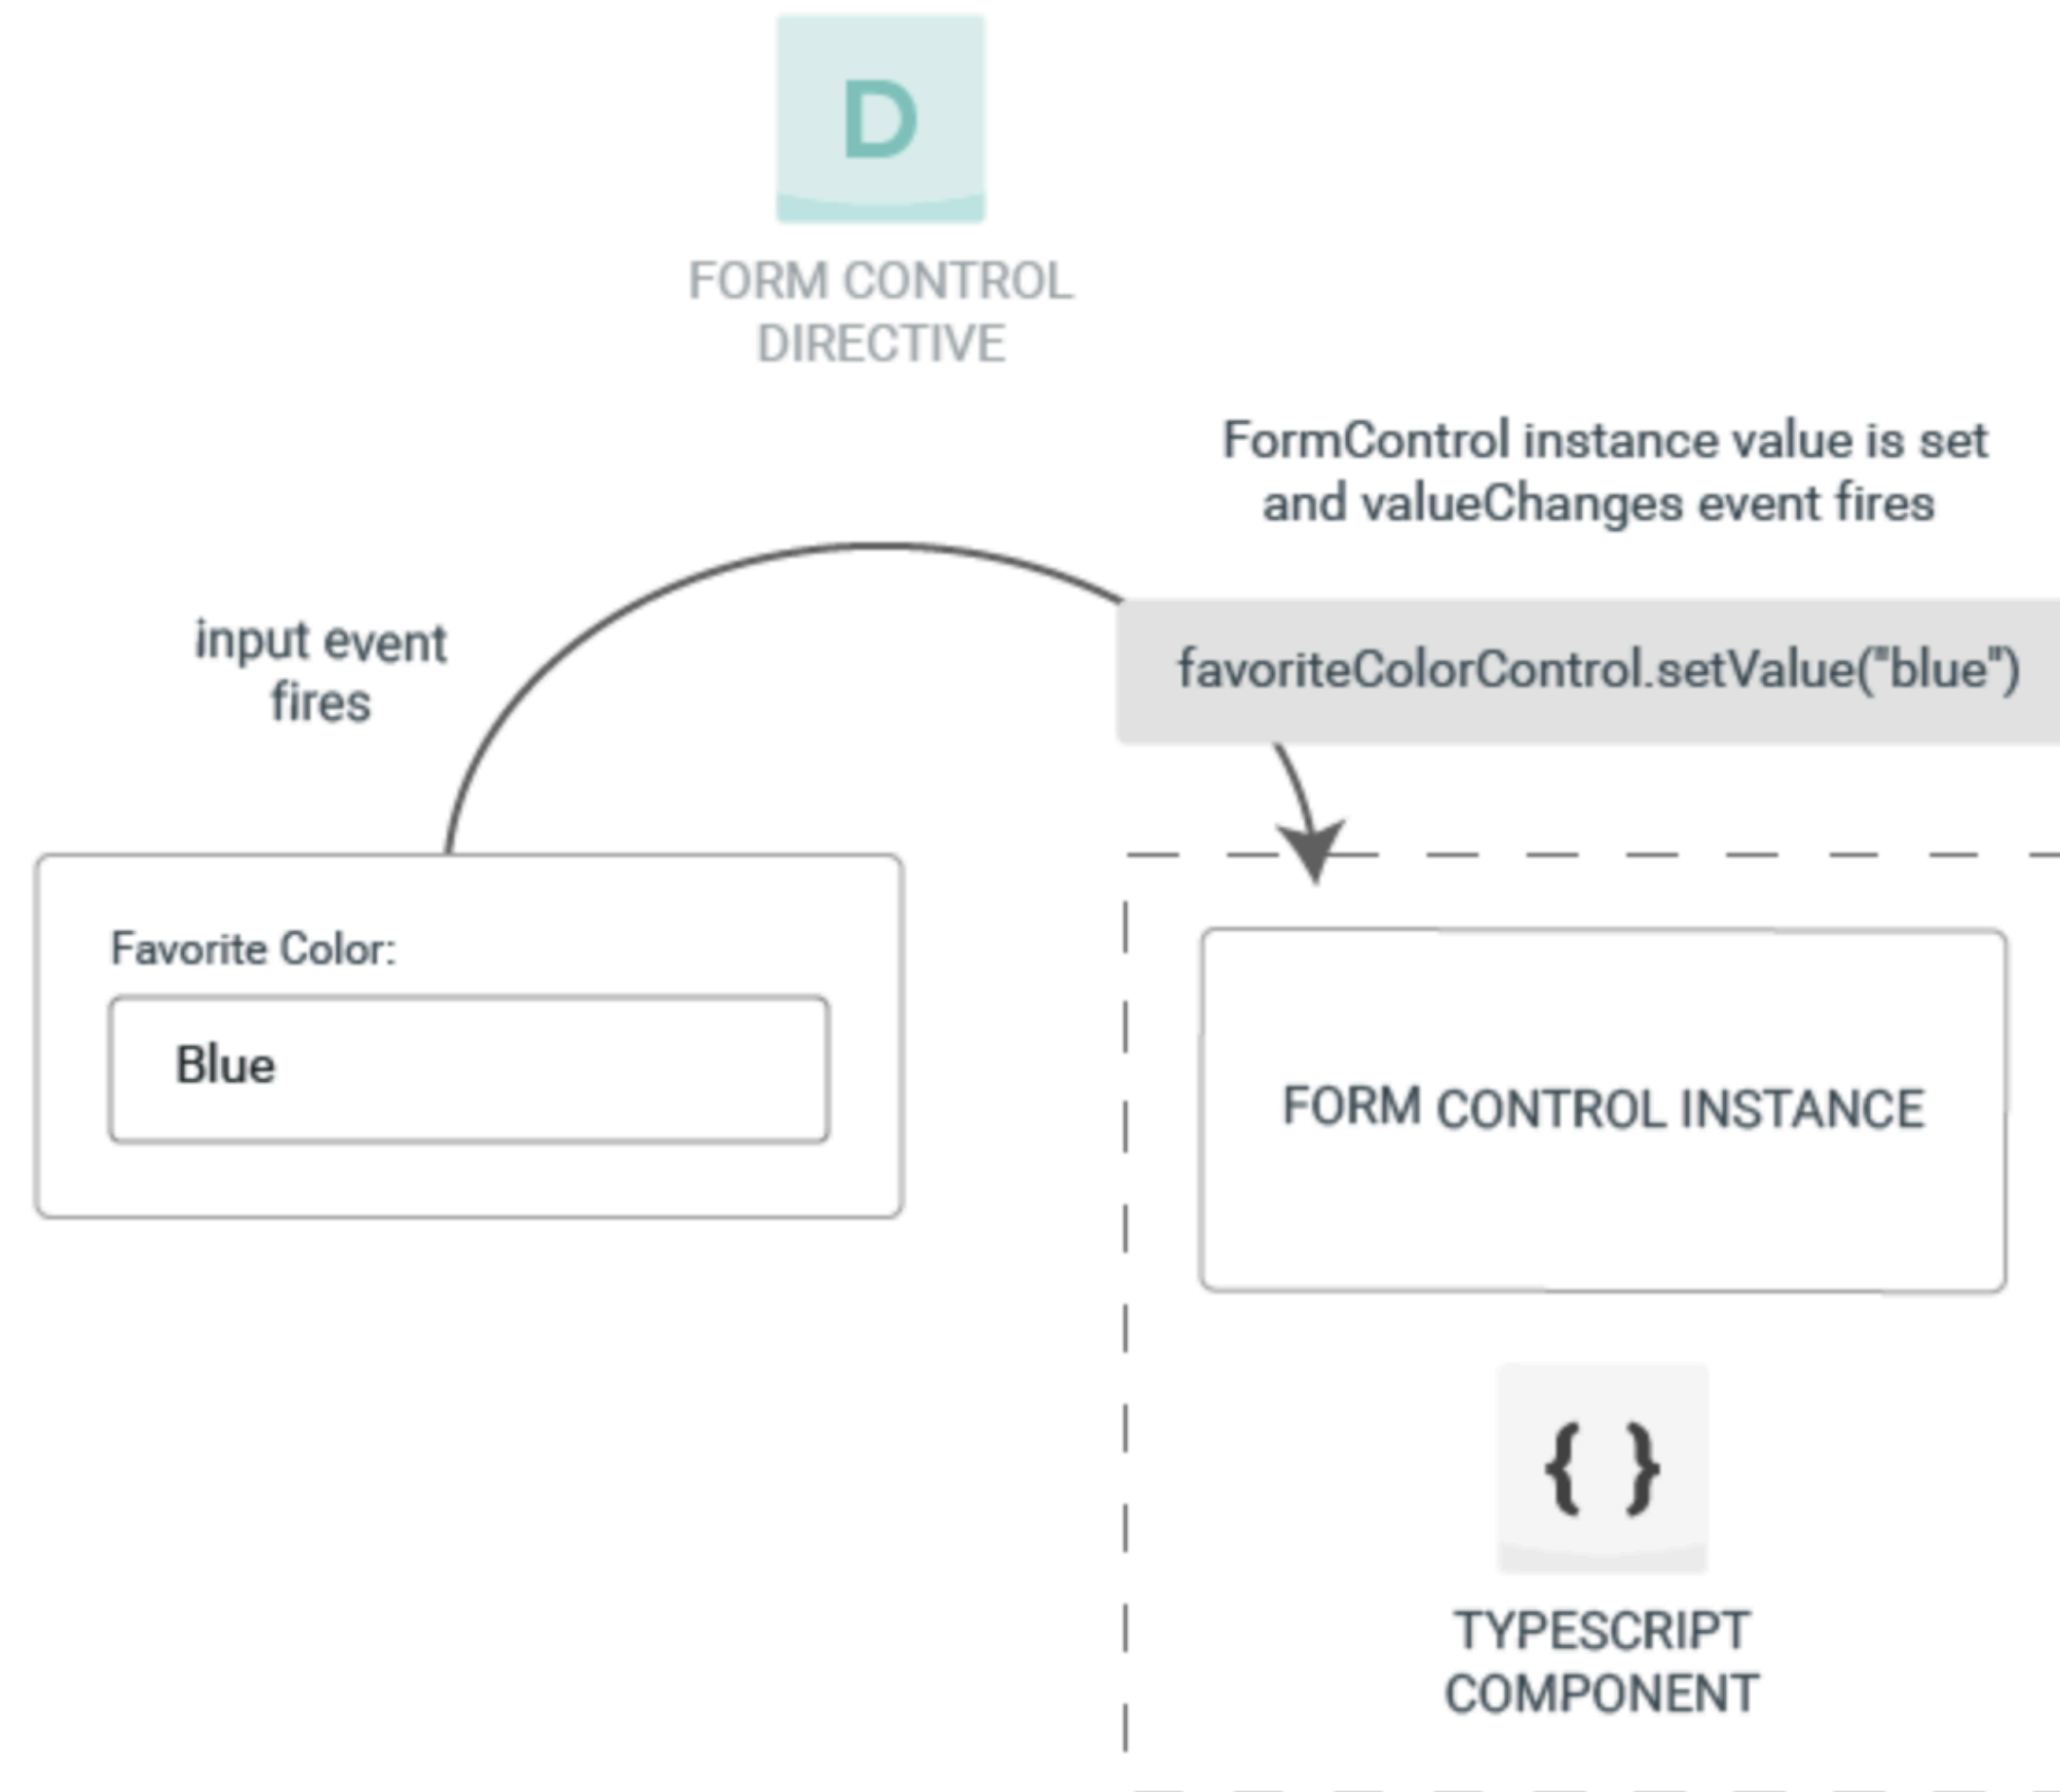 D
FORM CONTROL
DIRECTIVE
FormControl instance value is set
and valueChanges event fires
input event
fires
favoriteColorControl.setValue("blue")
Favorite Color:
Blue
FORM CONTROL INSTANCE
{ }
TYPESCRIPT
COMPONENT